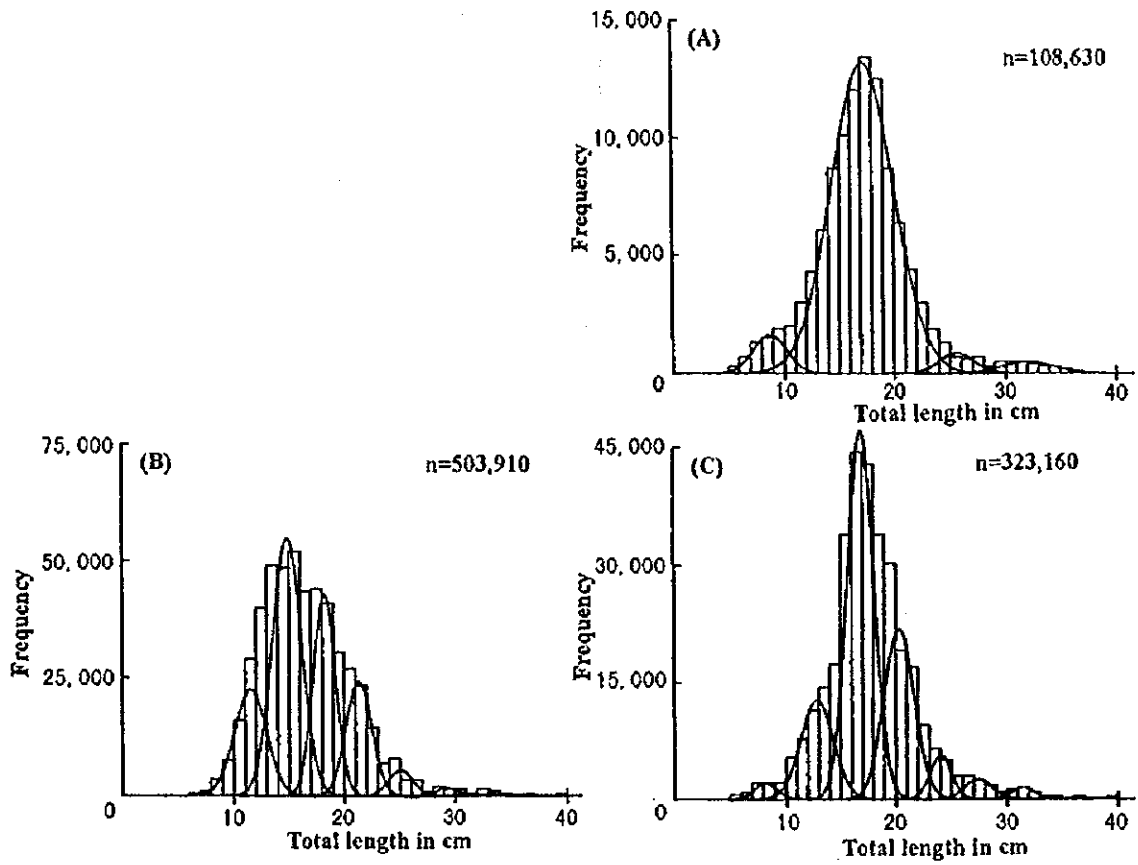 15,000
(A)
n=108,630
10,000
Frequency
5,000
0
10
20
30
40
Total length in cm
75,000
(B)
n=503,910
50,000
Frequency
25,000
0
10
20
30
40
Total length in cm
45,000
(C)
n=323,160
30,000
Frequency
15,000
0
10
20
30
40
Total length in cm